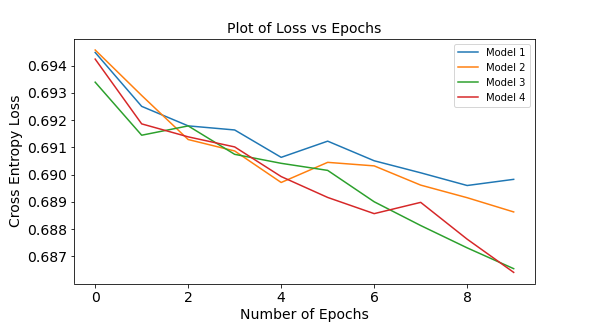 Plot of Loss vs Epochs
Model 1
Model 2
Model 3
Model 4
0.694
0.693
0.692
0.691
0.690
0.689
0.688
0.687
Cross Entropy Loss
0 2 4 6 8
Number of Epochs